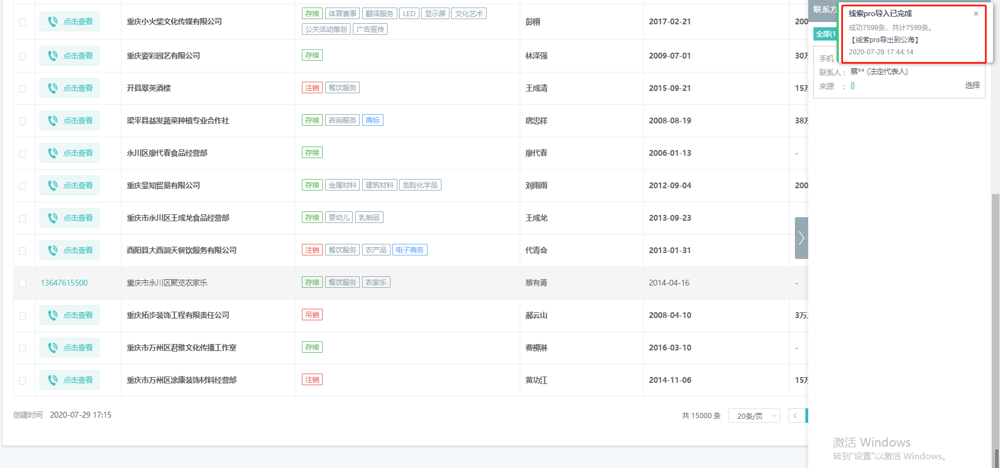 点击查看 重庆小火柴文化传媒有限公司 存续 体育赛事 翻译服务 LED 显示屏 文化艺术 彭栩 2017-02-21 200
公关活动策划 广告宣传
点击查看 重庆姿彩园艺有限公司 存续 林泽强 2009-07-01 30万
点击查看 开县翠英酒楼 注销 餐饮服务 王成清 2015-09-21 15万
点击查看 梁平县益发蔬菜种植专业合作社 存续 咨询服务 商标 唐忠祥 2008-08-19 38万
点击查看 永川区廖代春食品经营部 存续 廖代春 2006-01-13 -
点击查看 重庆显知贸易有限公司 存续 金属材料 建筑材料 危险化学品 刘雨雨 2012-09-04 200
点击查看 重庆市永川区王成龙食品经营部 存续 婴幼儿 乳制品 王成龙 2013-09-23
点击查看 酉阳县大酉洞天餐饮服务有限公司 注销 餐饮服务 农产品 电子商务 代青会 2013-01-31
13647615500 重庆市永川区聚览农家乐 存续 餐饮服务 农家乐 蔡有勇 2014-04-16 -
点击查看 重庆拓步装饰工程有限责任公司 吊销 郝云山 2008-04-10 3万
点击查看 重庆市万州区君雅文化传播工作室 存续 费柳淋 2016-03-10 -
点击查看 重庆市万州区涂康装饰材料经营部 注销 黄功江 2014-11-06 15万
创建时间 2020-07-29 17:15
共 15000 条 20条/页
联系方
全部(1
线索pro导入已完成 ×
成功7599条，共计7599条。
【线索pro导出到公海】
2020-07-29 17:44:14
手机
联系人： 蔡** (法定代表人)
来源 ： 8 选择
激活 Windows
转到"设置"以激活 Windows。